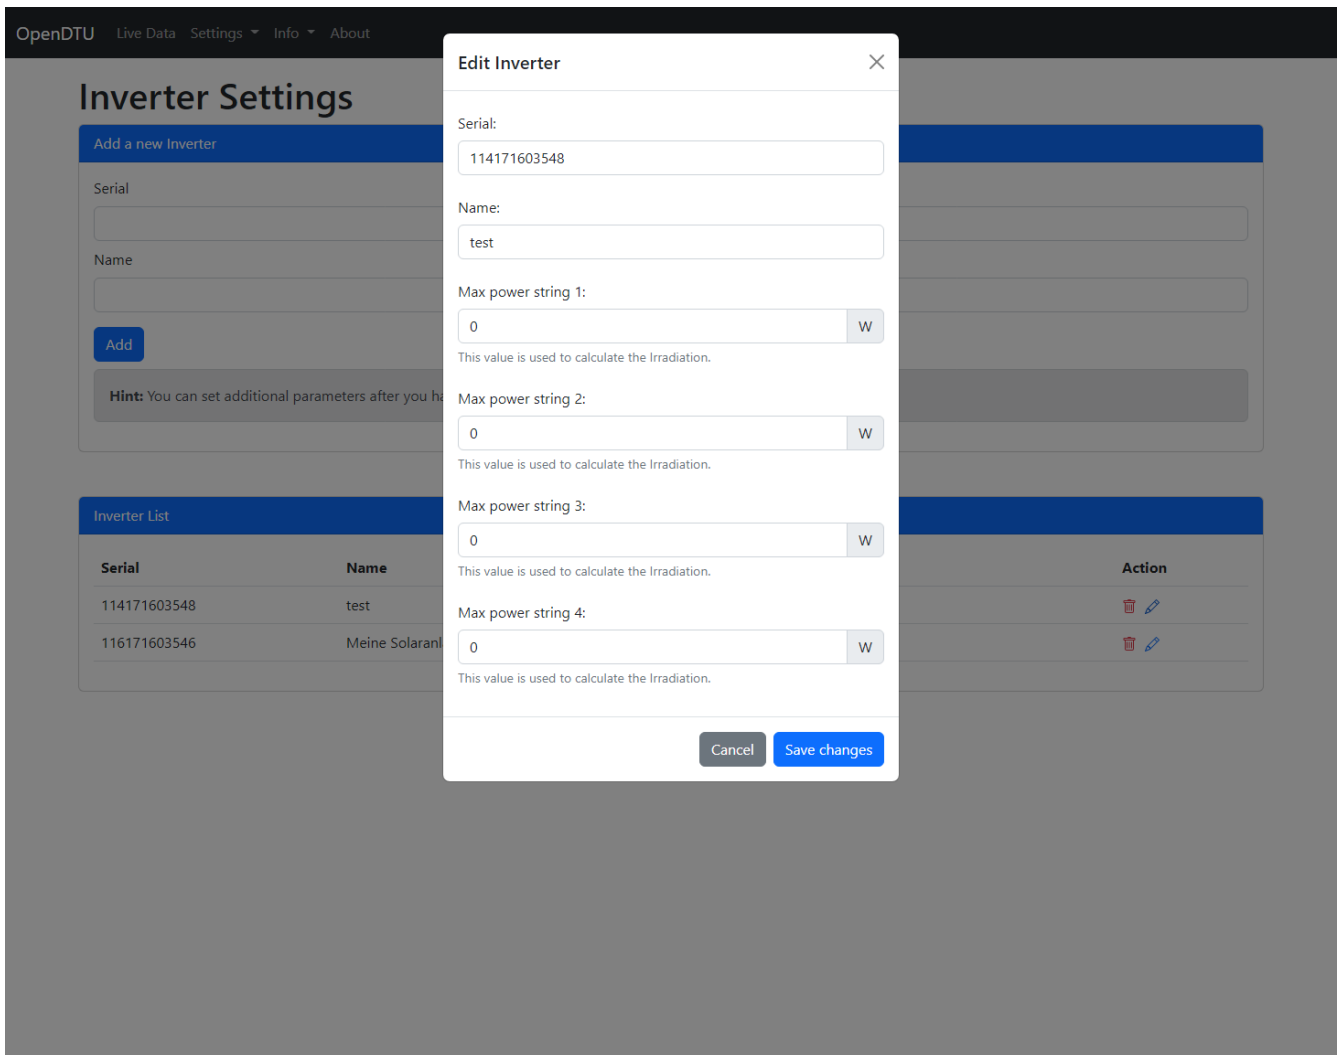 OpenDTU Live Data Settings Info About
Inverter Settings
Add a new Inverter
Serial
Name
Add
Hint: You can set additional parameters after you ha
Inverter List
Serial Name Action
114171603548 test
116171603546 Meine Solaranl
Edit Inverter
Serial:
114171603548
Name:
test
Max power string 1:
0 W
This value is used to calculate the Irradiation.
Max power string 2:
0 W
This value is used to calculate the Irradiation.
Max power string 3:
0 W
This value is used to calculate the Irradiation.
Max power string 4:
0 W
This value is used to calculate the Irradiation.
Cancel Save changes